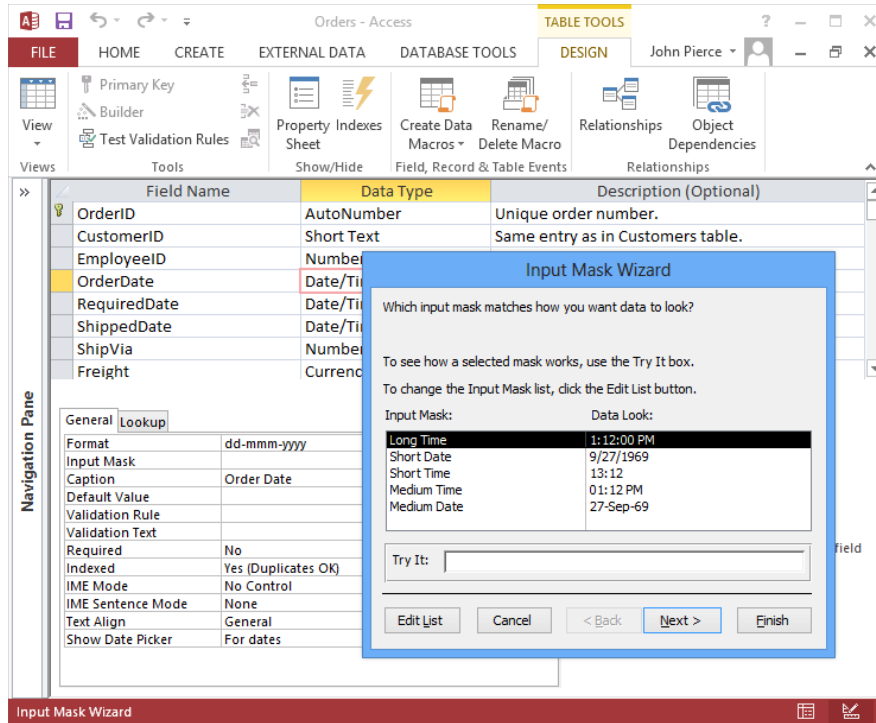 Orders - Access
TABLE TOOLS
?
FILE HOME CREATE EXTERNAL DATA DATABASE TOOLS DESIGN John Pierce
View
Primary Key
Builder
Test Validation Rules
Property Sheet
Indexes
Create Data Macros
Rename/ Delete Macro
Relationships
Object Dependencies
Views Tools Show/Hide Field, Record & Table Events Relationships
Field Name Data Type Description (Optional)
OrderID AutoNumber Unique order number.
CustomerID Short Text Same entry as in Customers table.
EmployeeID Number
OrderDate Date/Ti
RequiredDate Date/Ti
ShippedDate Date/Ti
ShipVia Number
Freight Currenc
Navigation Pane
General Lookup
Format dd-mmm-yyyy
Input Mask
Caption Order Date
Default Value
Validation Rule
Validation Text
Required No
Indexed Yes (Duplicates OK)
IME Mode No Control
IME Sentence Mode None
Text Align General
Show Date Picker For dates
field
Input Mask Wizard
Which input mask matches how you want data to look?
To see how a selected mask works, use the Try It box.
To change the Input Mask list, click the Edit List button.
Input Mask: Data Look:
Long Time 1:12:00 PM
Short Date 9/27/1969
Short Time 13:12
Medium Time 01:12 PM
Medium Date 27-Sep-69
Try It:
Edit List Cancel < Back Next > Finish
Input Mask Wizard